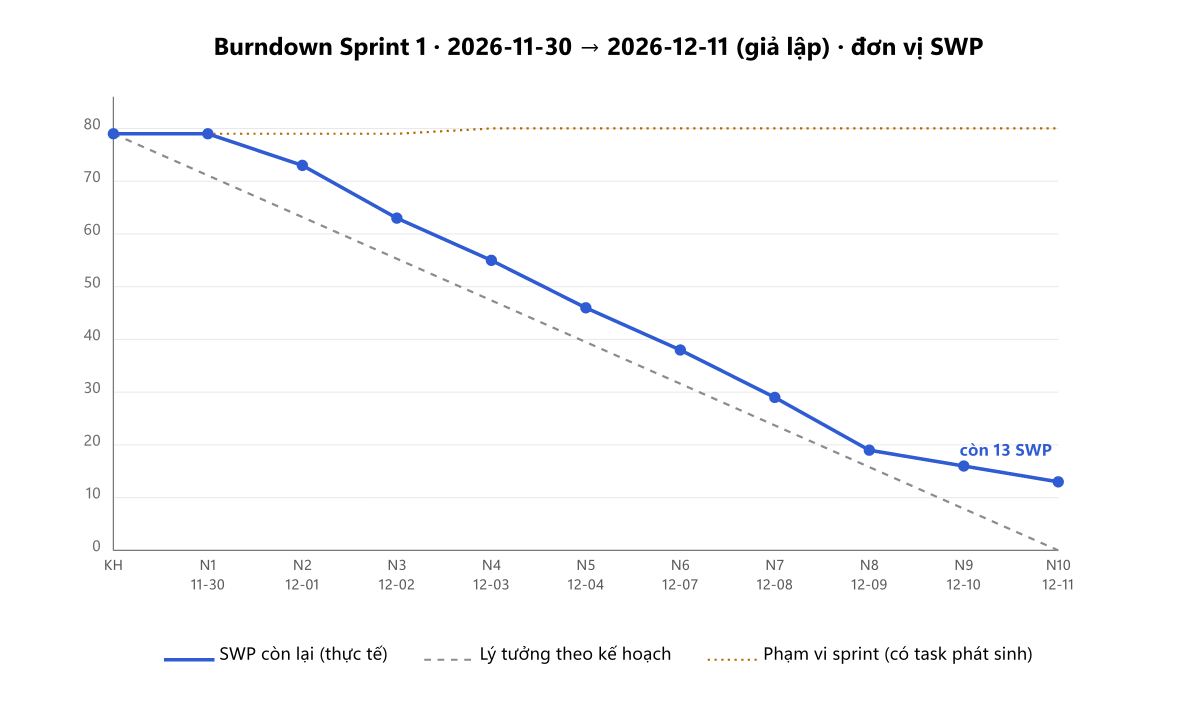 Burndown Sprint 1 · 2026-11-30 → 2026-12-11 (giả lập) · đơn vị SWP
80
70
60
50
40
30
20
10
0
còn 13 SWP
KH N1 N2 N3 N4 N5 N6 N7 N8 N9 N10
11-30 12-01 12-02 12-03 12-04 12-07 12-08 12-09 12-10 12-11
SWP còn lại (thực tế) Lý tưởng theo kế hoạch Phạm vi sprint (có task phát sinh)